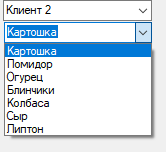 Клиент 2
Картошка
Картошка
Помидор
Огурец
Блинчики
Колбаса
Сыр
Липтон